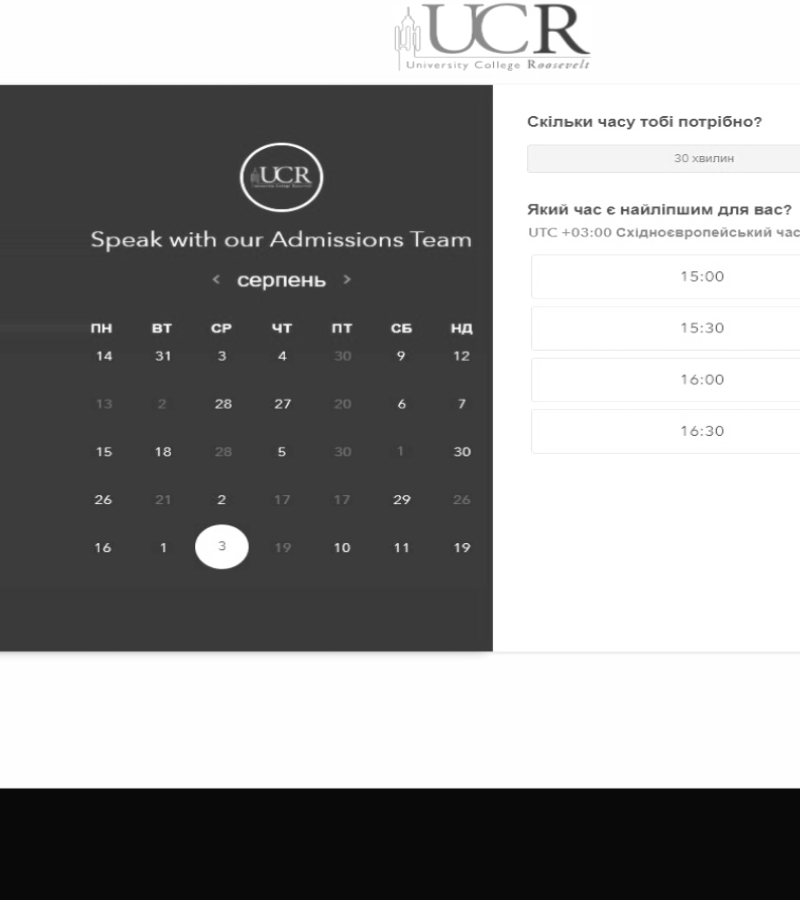 UCR
University College Roosevelt
UCR
Speak with our Admissions Team
< серпень >
ПН ВТ СР ЧТ ПТ СБ НД
14 31 3 4 30 9 12
13 2 28 27 20 6 7
15 18 28 5 30 1 30
26 21 2 17 17 29 26
16 1 3 19 10 11 19
Скільки часу тобі потрібно?
30 хвилин
Який час є найліпшим для вас?
UTC +03:00 Східноєвропейський час
15:00
15:30
16:00
16:30